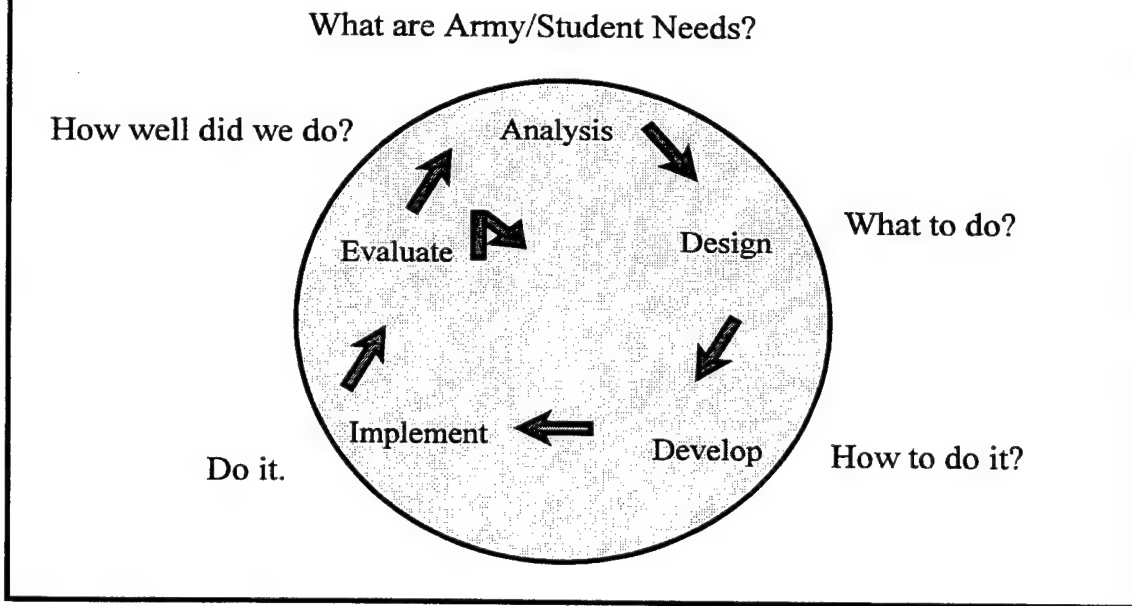 What are Army/Student Needs?
How well did we do?
Analysis
What to do?
Design
Evaluate
Implement
Develop
How to do it?
Do it.